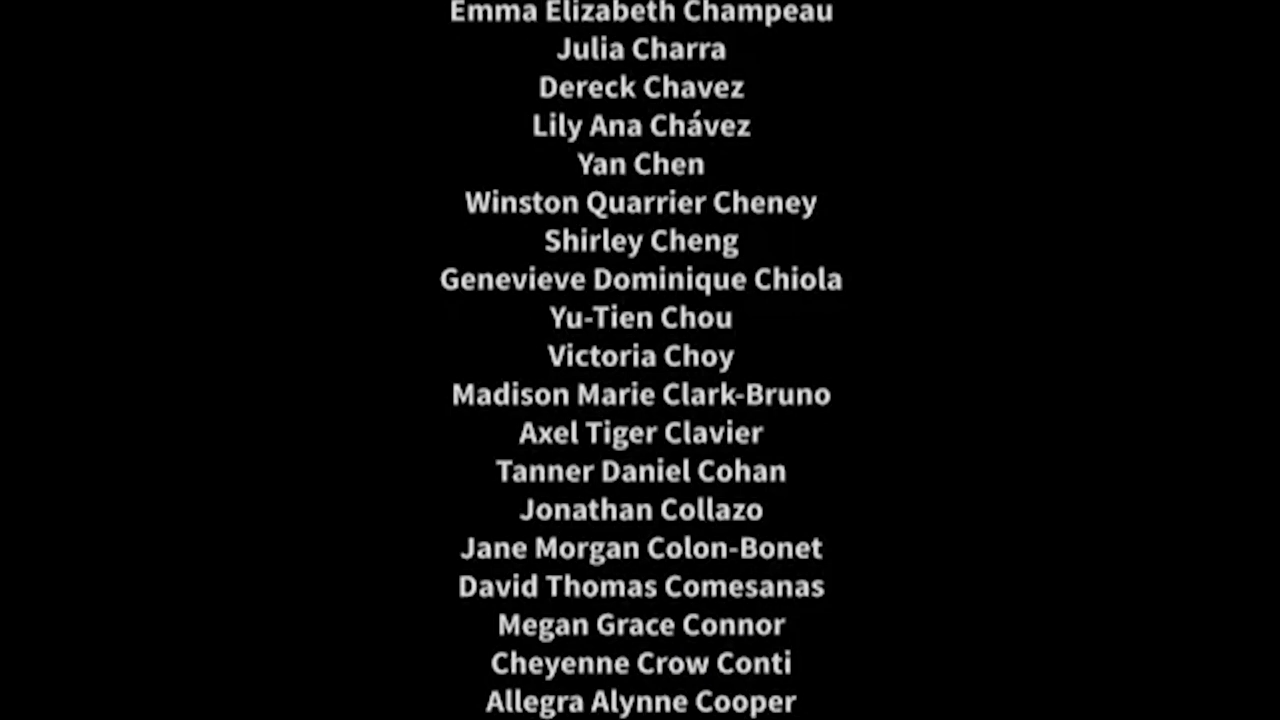 Emma Elizabeth Champeau
Julia Charra
Dereck Chavez
Lily Ana Chávez
Yan Chen
Winston Quarrier Cheney
Shirley Cheng
Genevieve Dominique Chiola
Yu-Tien Chou
Victoria Choy
Madison Marie Clark-Bruno
Axel Tiger Clavier
Tanner Daniel Cohan
Jonathan Collazo
Jane Morgan Colon-Bonet
David Thomas Comesanas
Megan Grace Connor
Cheyenne Crow Conti
Allegra Alynne Cooper